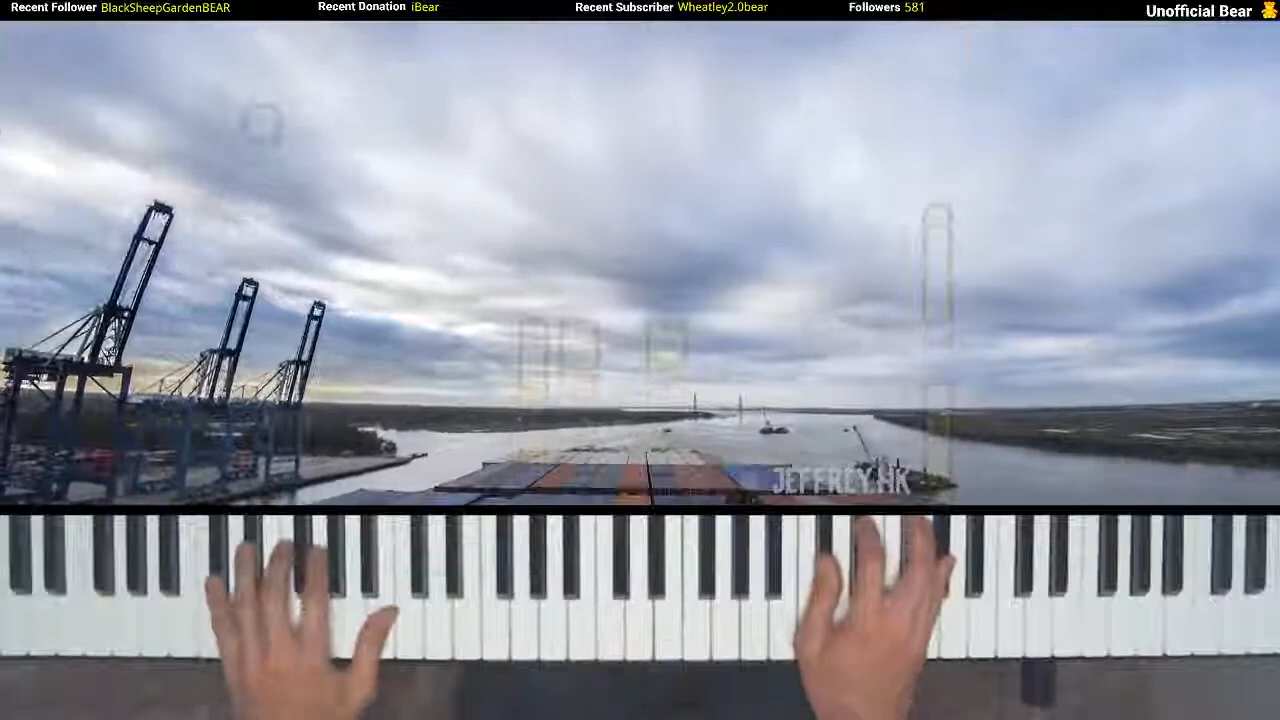 Recent Follower BlackSheepGardenBEAR
Recent Donation iBear
Recent Subscriber Wheatley2.0bear
Followers 581
Unofficial Bear
JEFFREY.HK